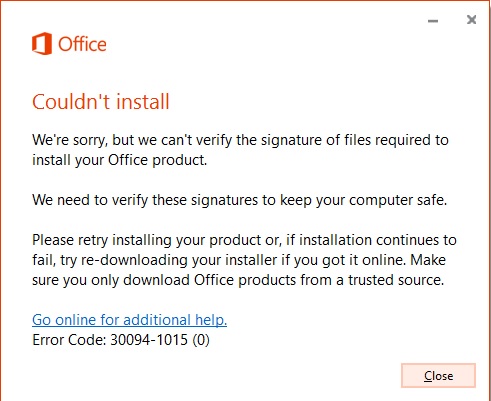 Office
Couldn't install
We're sorry, but we can't verify the signature of files required to
install your Office product.
We need to verify these signatures to keep your computer safe.
Please retry installing your product or, if installation continues to
fail, try re-downloading your installer if you got it online. Make
sure you only download Office products from a trusted source.
Go online for additional help.
Error Code: 30094-1015 (0)
Close